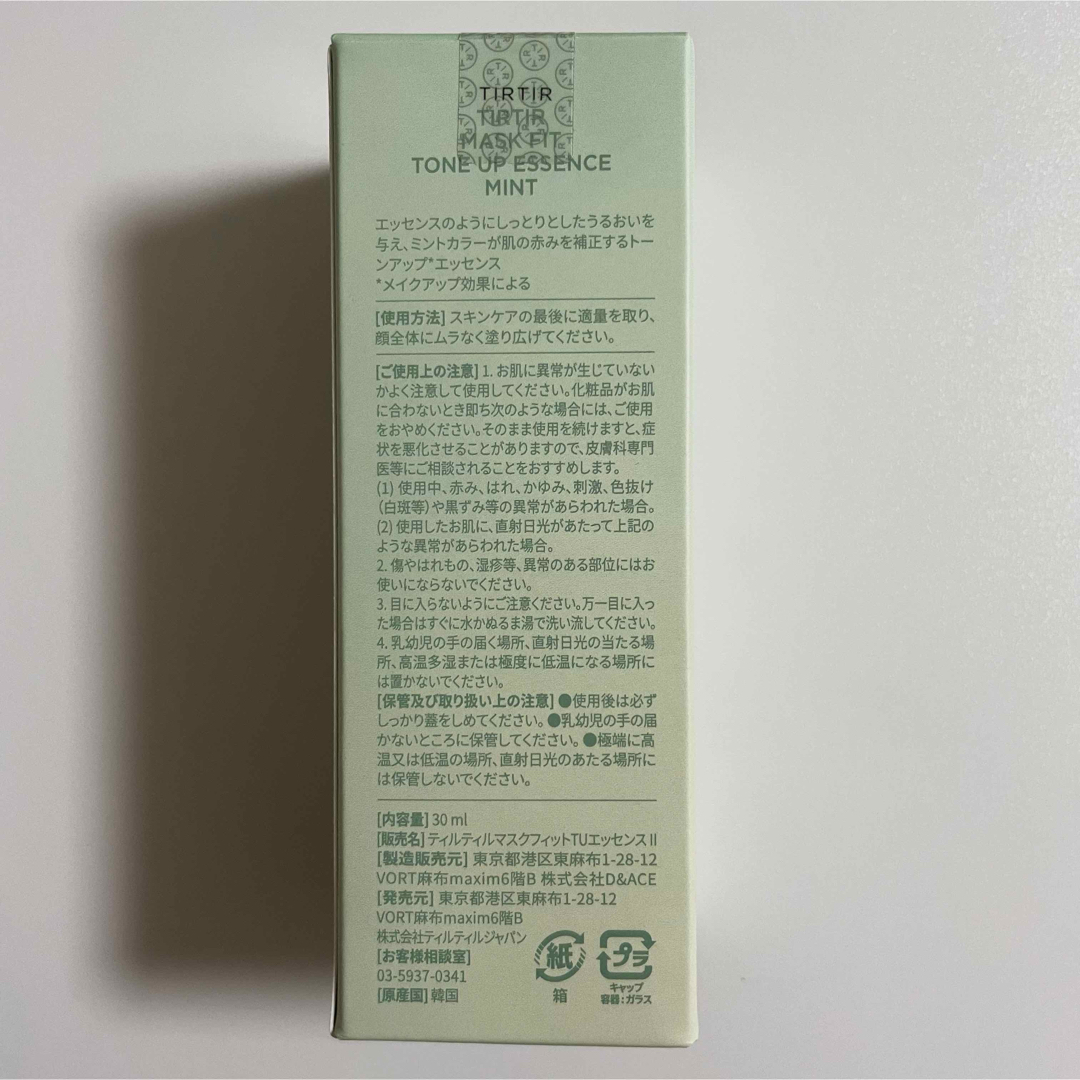 TIRTIR
TIRTIR
MASK FIT
TONE UP ESSENCE
MINT
エッセンスのようにしっとりとしたうるおいを
与え、ミントカラーが肌の赤みを補正するトー
ンアップ*エッセンス
*メイクアップ効果による
[使用方法] スキンケアの最後に適量を取り、
顔全体にムラなく塗り広げてください。
[ご使用上の注意] 1. お肌に異常が生じていない
かよく注意して使用してください。化粧品がお肌
に合わないとき即ち次のような場合には、ご使用
をおやめください。そのまま使用を続けますと、症
状を悪化させることがありますので、皮膚科専門
医等にご相談されることをおすすめします。
(1) 使用中、赤み、はれ、かゆみ、刺激、色抜け
(白斑等)や黒ずみ等の異常があらわれた場合。
(2) 使用したお肌に、直射日光があたって上記の
ような異常があらわれた場合。
2. 傷やはれもの、湿疹等、異常のある部位にはお
使いにならないでください。
3. 目に入らないようにご注意ください。万一目に入っ
た場合はすぐに水かぬるま湯で洗い流してください。
4. 乳幼児の手の届く場所、直射日光の当たる場
所、高温多湿または極度に低温になる場所に
は置かないでください。
[保管及び取り扱い上の注意] ●使用後は必ず
しっかり蓋をしめてください。●乳幼児の手の届
かないところに保管してください。●極端に高
温又は低温の場所、直射日光のあたる場所に
は保管しないでください。
[内容量] 30 ml
[販売名] ティルティルマスクフィットTUエッセンスⅡ
[製造販売元] 東京都港区東麻布1-28-12
VORT麻布maxim6階B 株式会社D&ACE
[発売元] 東京都港区東麻布1-28-12
VORT麻布maxim6階B
株式会社ティルティルジャパン
[お客様相談室]
03-5937-0341
[原産国] 韓国
紙
箱
プラ
キャップ
容器:ガラス